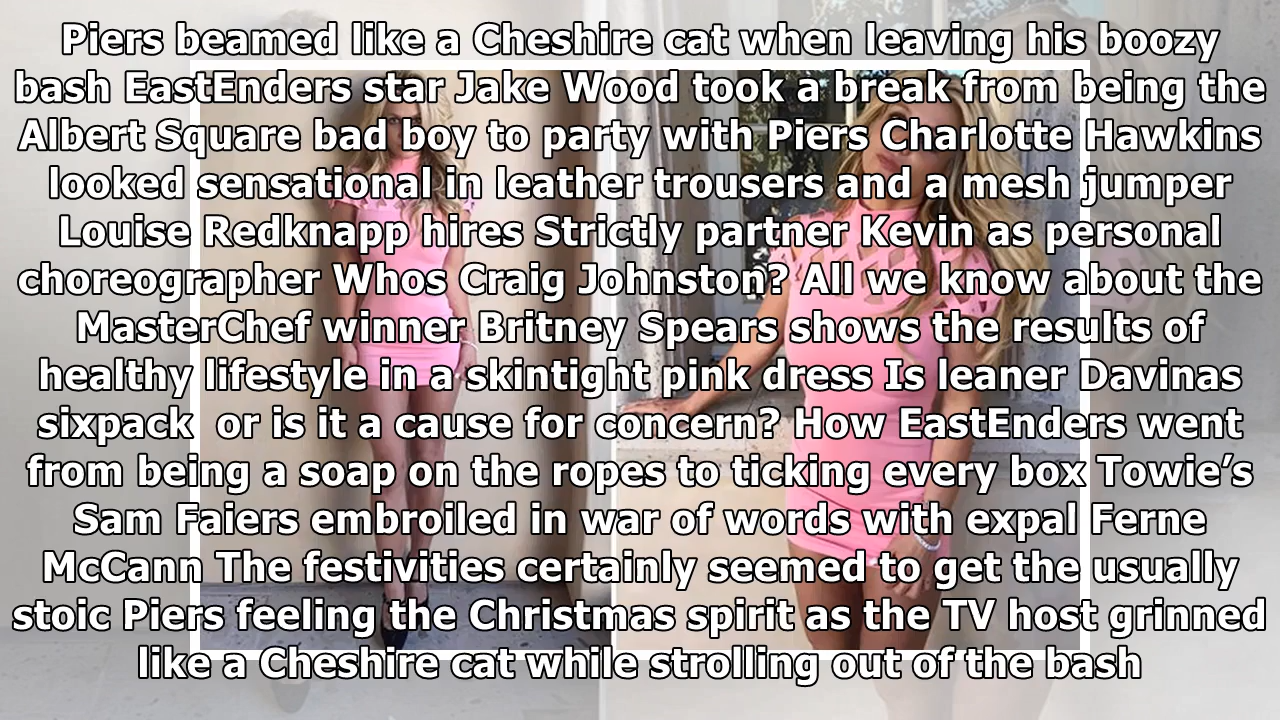 Piers beamed like a Cheshire cat when leaving his boozy
bash EastEnders star Jake Wood took a break from being the
Albert Square bad boy to party with Piers Charlotte Hawkins
looked sensational in leather trousers and a mesh jumper
Louise Redknapp hires Strictly partner Kevin as personal
choreographer Whos Craig Johnston? All we know about the
MasterChef winner Britney Spears shows the results of
healthy lifestyle in a skintight pink dress Is leaner Davinas
sixpack  or is it a cause for concern? How EastEnders went
from being a soap on the ropes to ticking every box Towie’s
Sam Faiers embroiled in war of words with expal Ferne
McCann The festivities certainly seemed to get the usually
stoic Piers feeling the Christmas spirit as the TV host grinned
like a Cheshire cat while strolling out of the bash